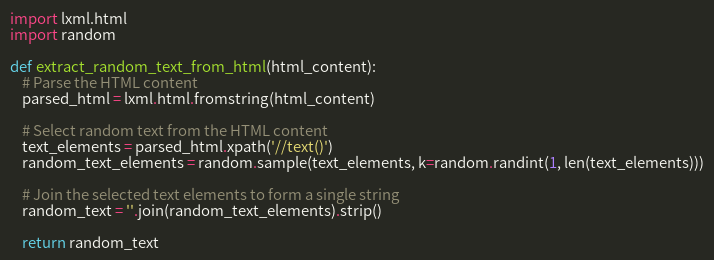 import lxml.html
import random
def extract_random_text_from_html(html_content):
# Parse the HTML content
parsed_html = lxml.html.fromstring(html_content)
# Select random text from the HTML content
text_elements = parsed_html.xpath('//text()')
random_text_elements = random.sample(text_elements, k=random.randint(1, len(text_elements)))
# Join the selected text elements to form a single string
random_text = ''.join(random_text_elements).strip()
return random_text